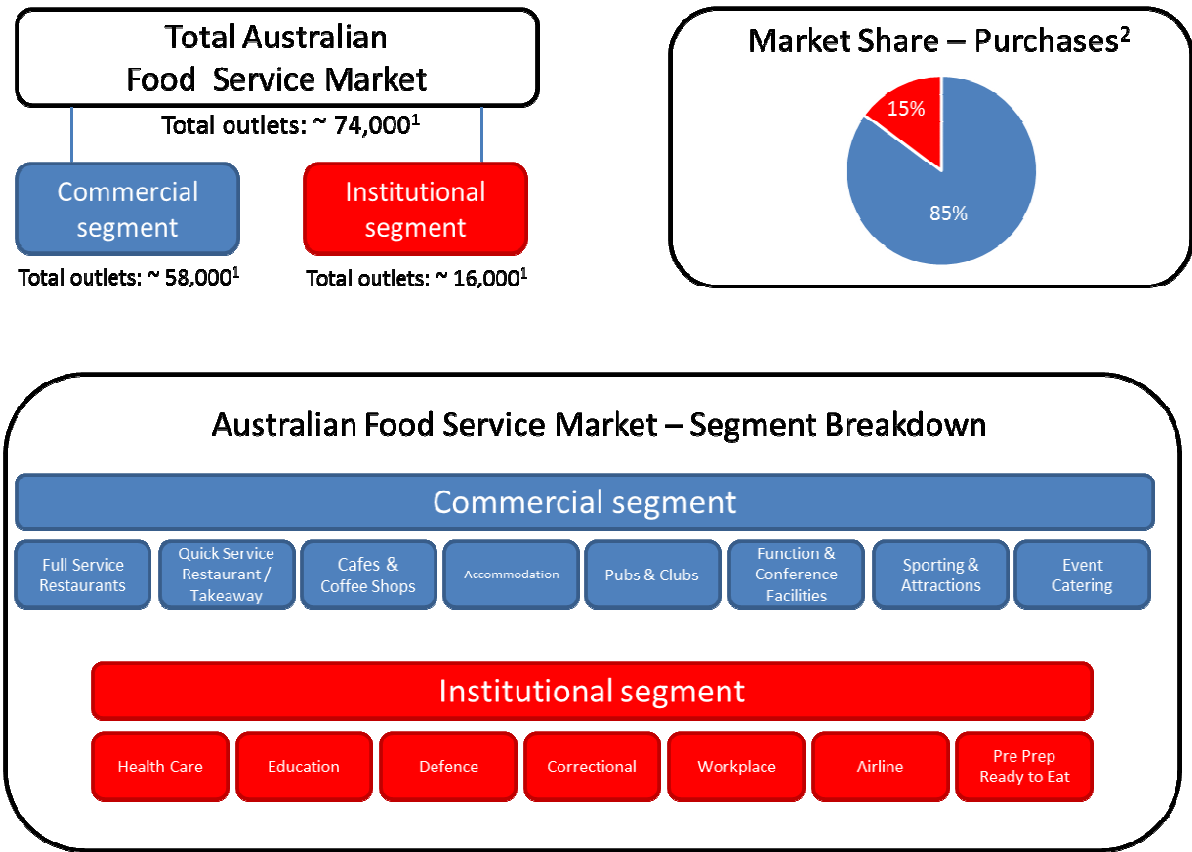 Total Australian
Food Service Market
Total outlets: ~ 74,000¹
Commercial
segment
Institutional
segment
Total outlets: ~ 58,000¹
Total outlets: ~ 16,000¹
Market Share – Purchases²
15%
85%
Australian Food Service Market – Segment Breakdown
Commercial segment
Full Service
Restaurants
Quick Service
Restaurant /
Takeaway
Cafes &
Coffee Shops
Accommodation
Pubs & Clubs
Function &
Conference
Facilities
Sporting &
Attractions
Event
Catering
Institutional segment
Health Care
Education
Defence
Correctional
Workplace
Airline
Pre Prep
Ready to Eat